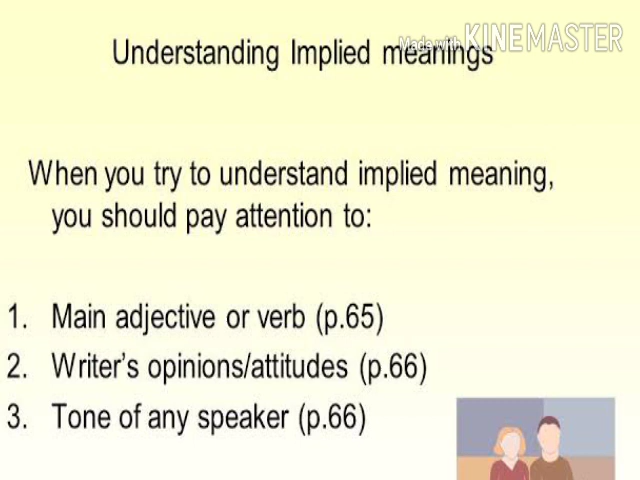 Understanding Implied meanings
Made with KINEMASTER
When you try to understand implied meaning,
you should pay attention to:
1. Main adjective or verb (p.65)
2. Writer's opinions/attitudes (p.66)
3. Tone of any speaker (p.66)